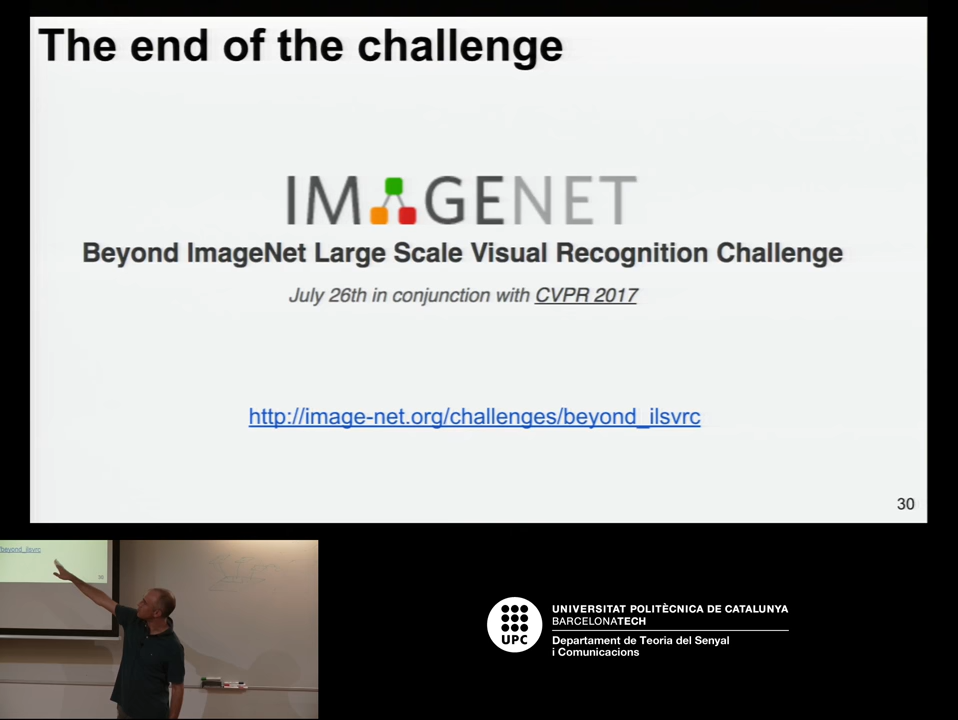 The end of the challenge
IMAGENET
Beyond ImageNet Large Scale Visual Recognition Challenge
July 26th in conjunction with CVPR 2017
http://image-net.org/challenges/beyond_ilsvrc
30
/beyond_ilsvrc
30
UPC
UNIVERSITAT POLITÈCNICA DE CATALUNYA
BARCELONATECH
Departament de Teoria del Senyal
i Comunicacions